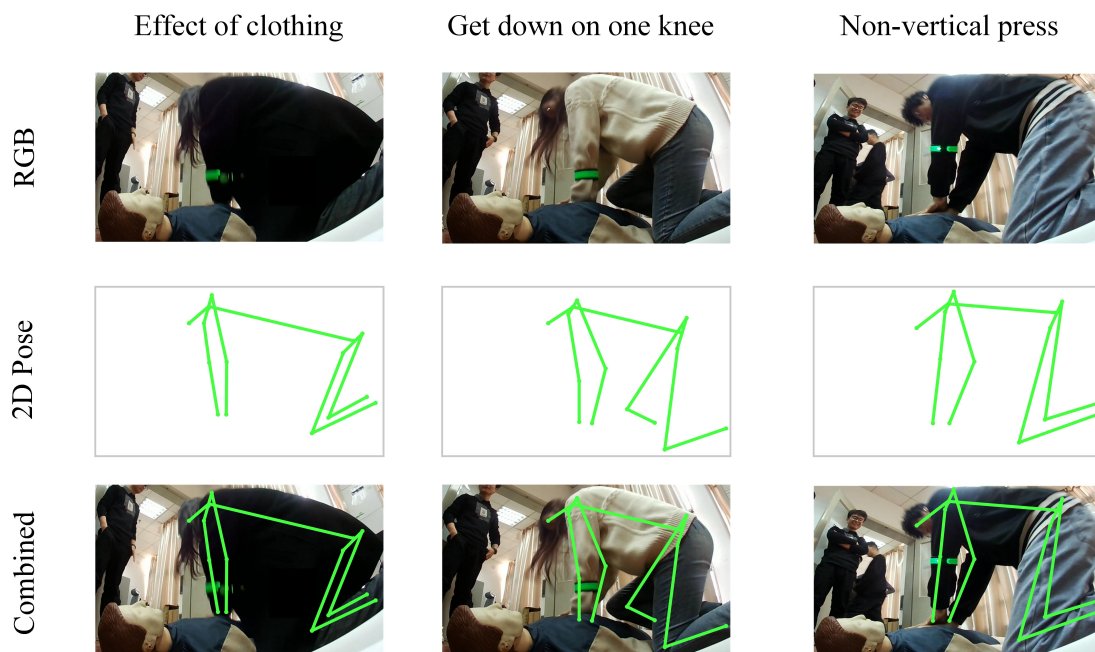 Effect of clothing
Get down on one knee
Non-vertical press
RGB
2D Pose
Combined